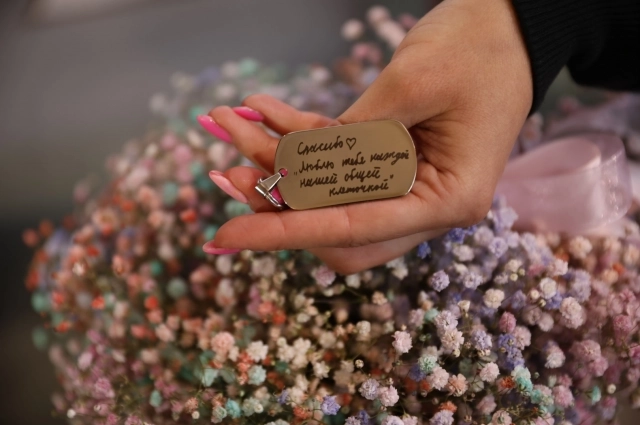 Спасибо ♡
„Люблю тебя каждой
нашей общей
клеточкой"